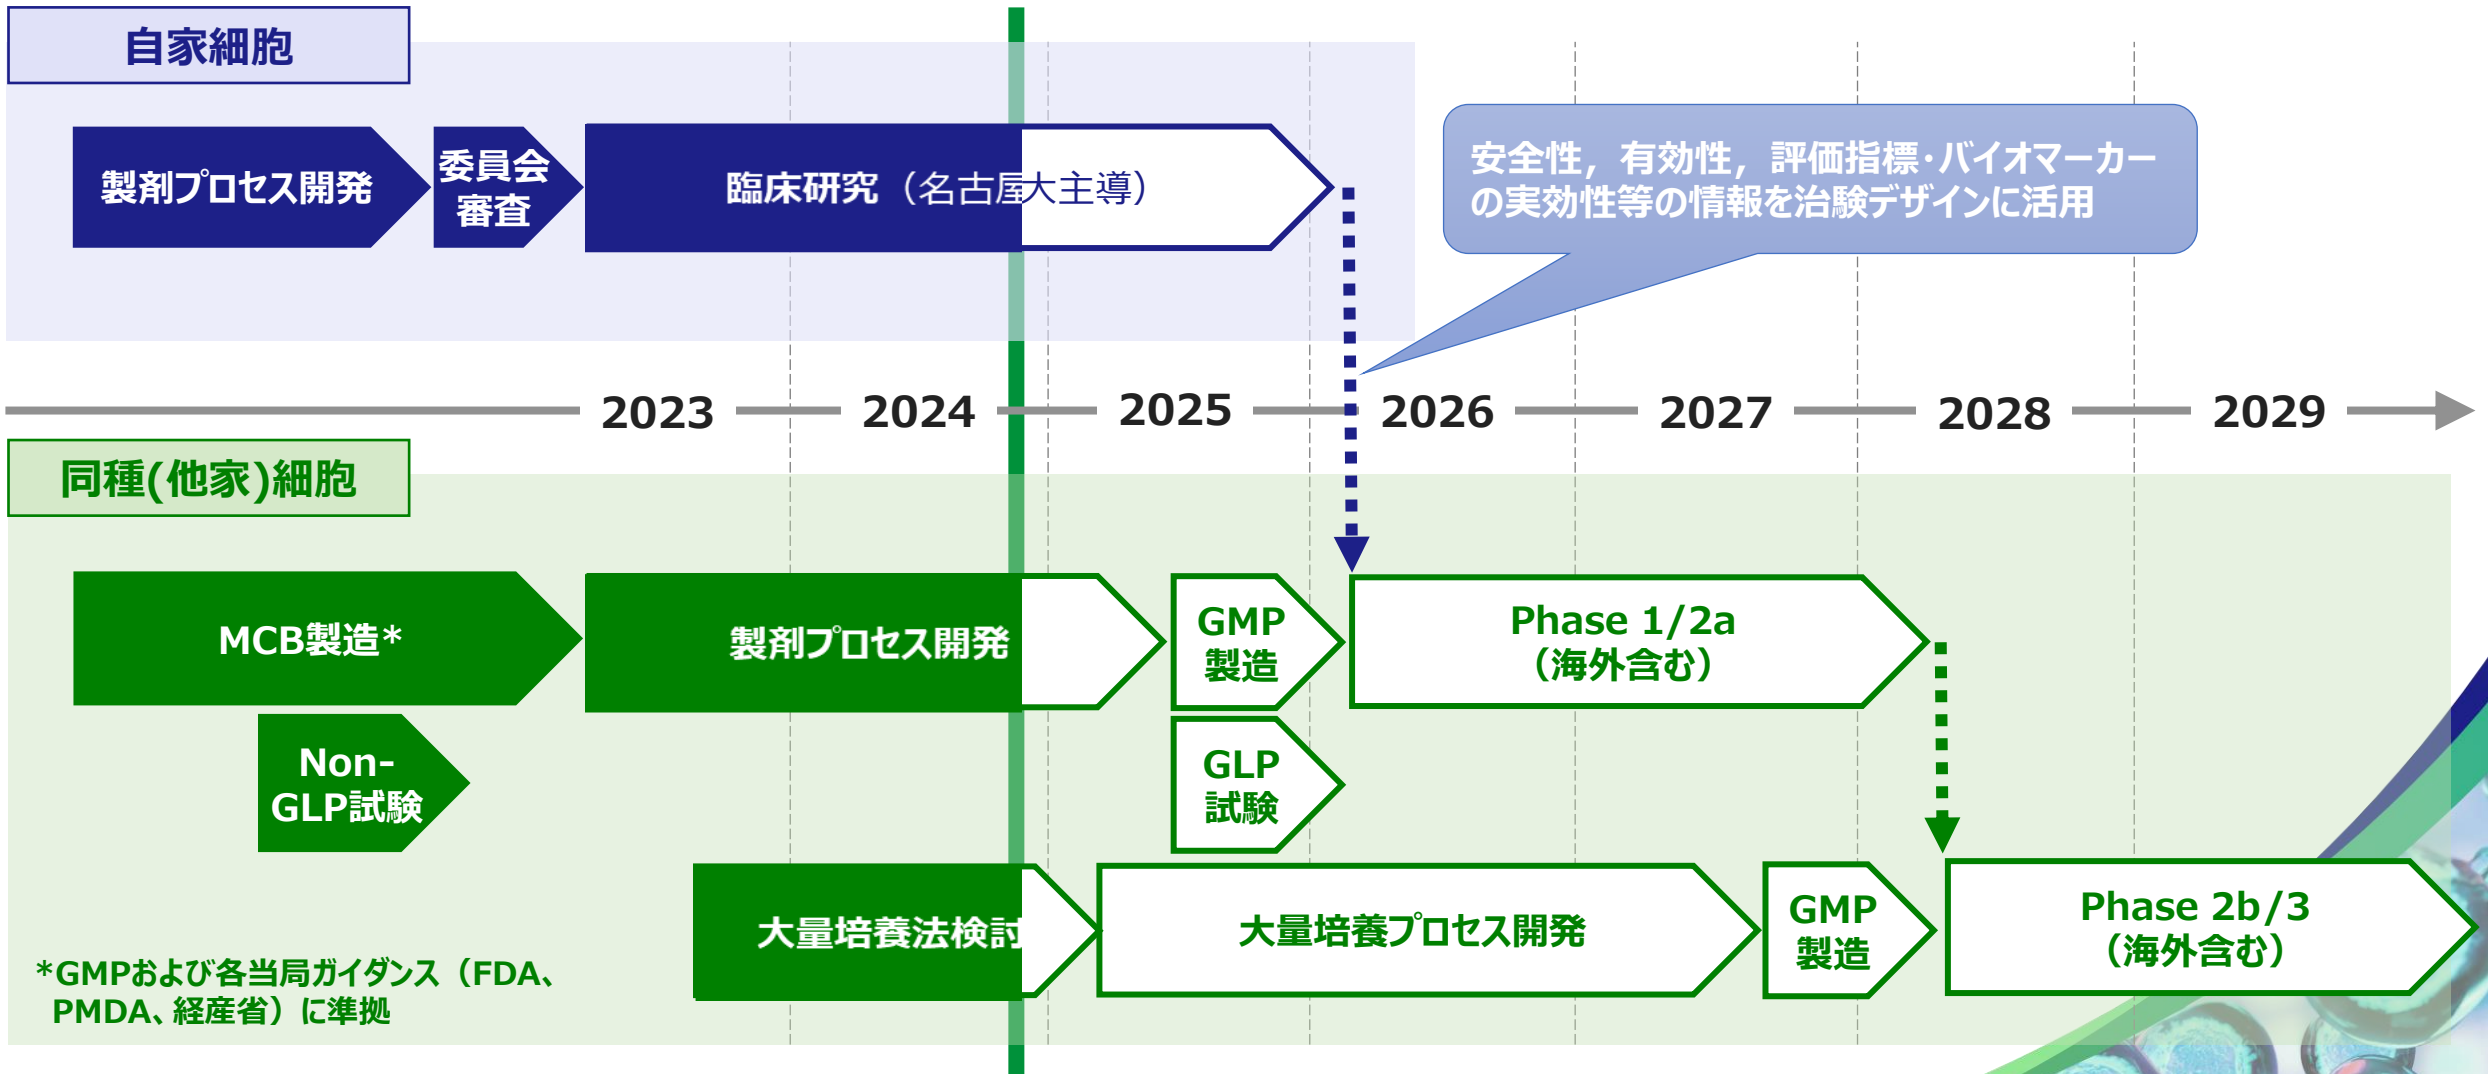 自家細胞
製剤プロセス開発
委員会
審査
臨床研究（名古屋大主導）
安全性，有効性，評価指標・バイオマーカー
の実効性等の情報を治験デザインに活用
2023
2024
2025
2026
2027
2028
2029
同種(他家)細胞
MCB製造*
製剤プロセス開発
GMP
製造
Phase 1/2a
（海外含む）
Non-
GLP試験
GLP
試験
大量培養法検討
大量培養プロセス開発
GMP
製造
Phase 2b/3
（海外含む）
*GMPおよび各当局ガイダンス（FDA、
PMDA、経産省）に準拠